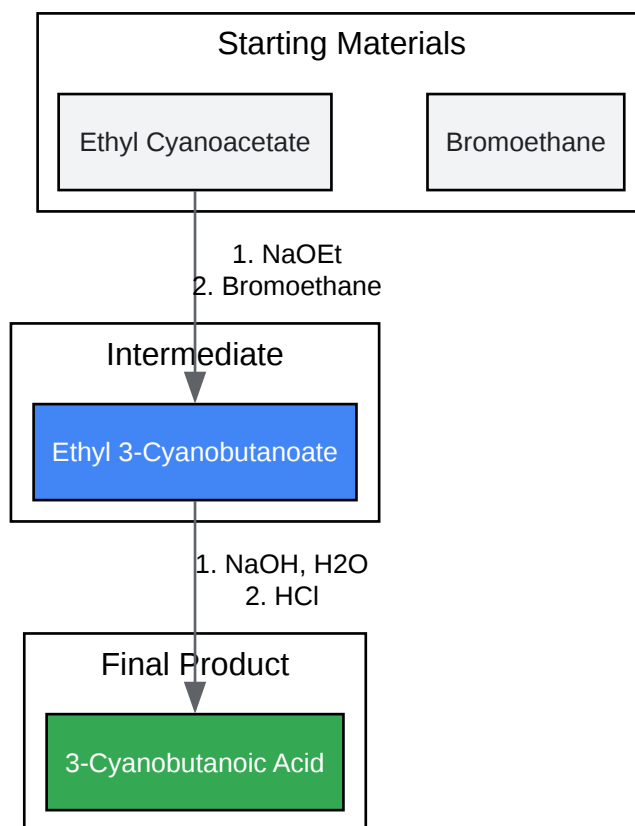 Starting Materials
Ethyl Cyanoacetate
Bromoethane
1. NaOEt
2. Bromoethane
Intermediate
Ethyl 3-Cyanobutanoate
1. NaOH, H2O
2. HCl
Final Product
3-Cyanobutanoic Acid